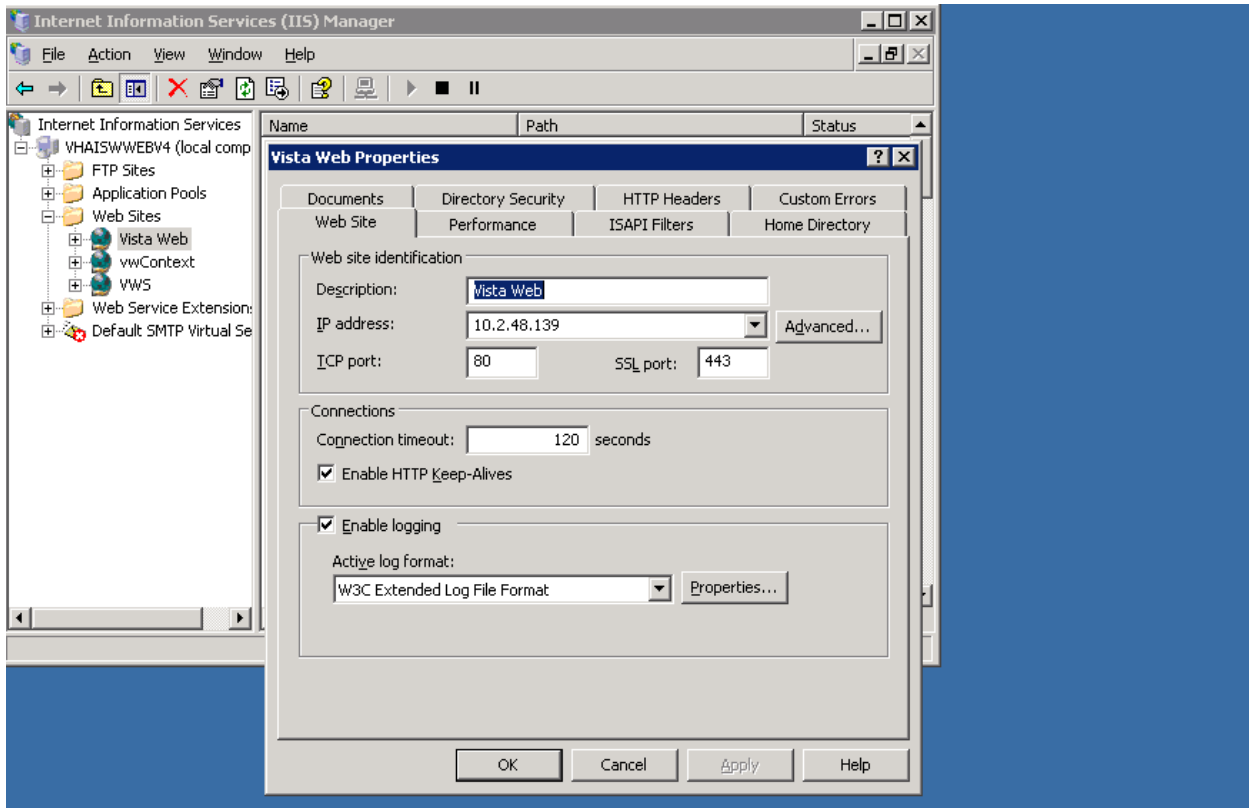 Internet Information Services (IIS) Manager
File Action View Window Help
Internet Information Services
VHAISWWEBV4 (local comp
FTP Sites
Application Pools
Web Sites
Vista Web
vwContext
VWS
Web Service Extension
Default SMTP Virtual Se
Name Path Status
Vista Web Properties
Documents Directory Security HTTP Headers Custom Errors
Web Site Performance ISAPI Filters Home Directory
Web site identification
Description: Vista Web
IP address: 10.2.48.139 Advanced...
TCP port: 80 SSL port: 443
Connections
Connection timeout: 120 seconds
Enable HTTP Keep-Alives
Enable logging
Active log format:
W3C Extended Log File Format Properties...
OK Cancel Apply Help